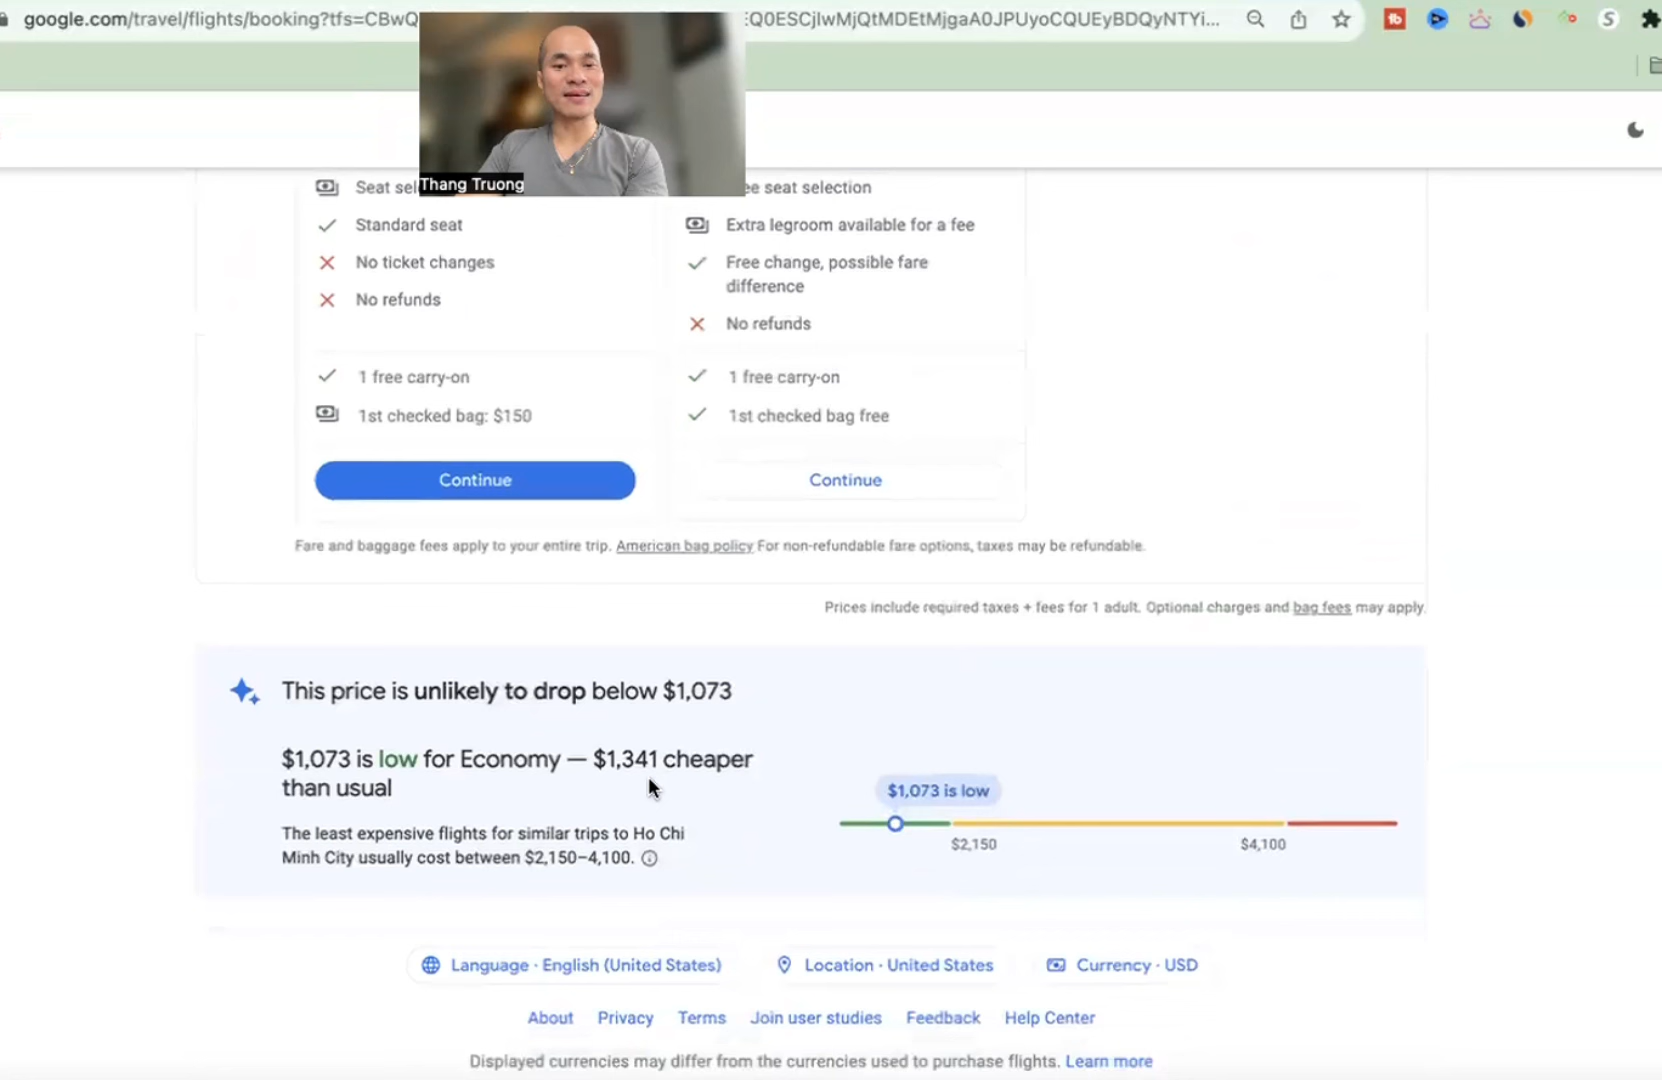 google.com/travel/flights/booking?tfs=CBwQ
Thang Truong
Standard seat
No ticket changes
No refunds
1 free carry-on
1st checked bag: $150
Continue
seat selection
Extra legroom available for a fee
Free change, possible fare
difference
No refunds
1 free carry-on
1st checked bag free
Continue
Fare and baggage fees apply to your entire trip. American bag policy For non-refundable fare options, taxes may be refundable.
Prices include required taxes + fees for 1 adult. Optional charges and bag fees may apply.
This price is unlikely to drop below $1,073
$1,073 is low for Economy — $1,341 cheaper
than usual
The least expensive flights for similar trips to Ho Chi
Minh City usually cost between $2,150–4,100.
$1,073 is low
$2,150
$4,100
Language · English (United States)
Location · United States
Currency · USD
About Privacy Terms Join user studies Feedback Help Center
Displayed currencies may differ from the currencies used to purchase flights. Learn more